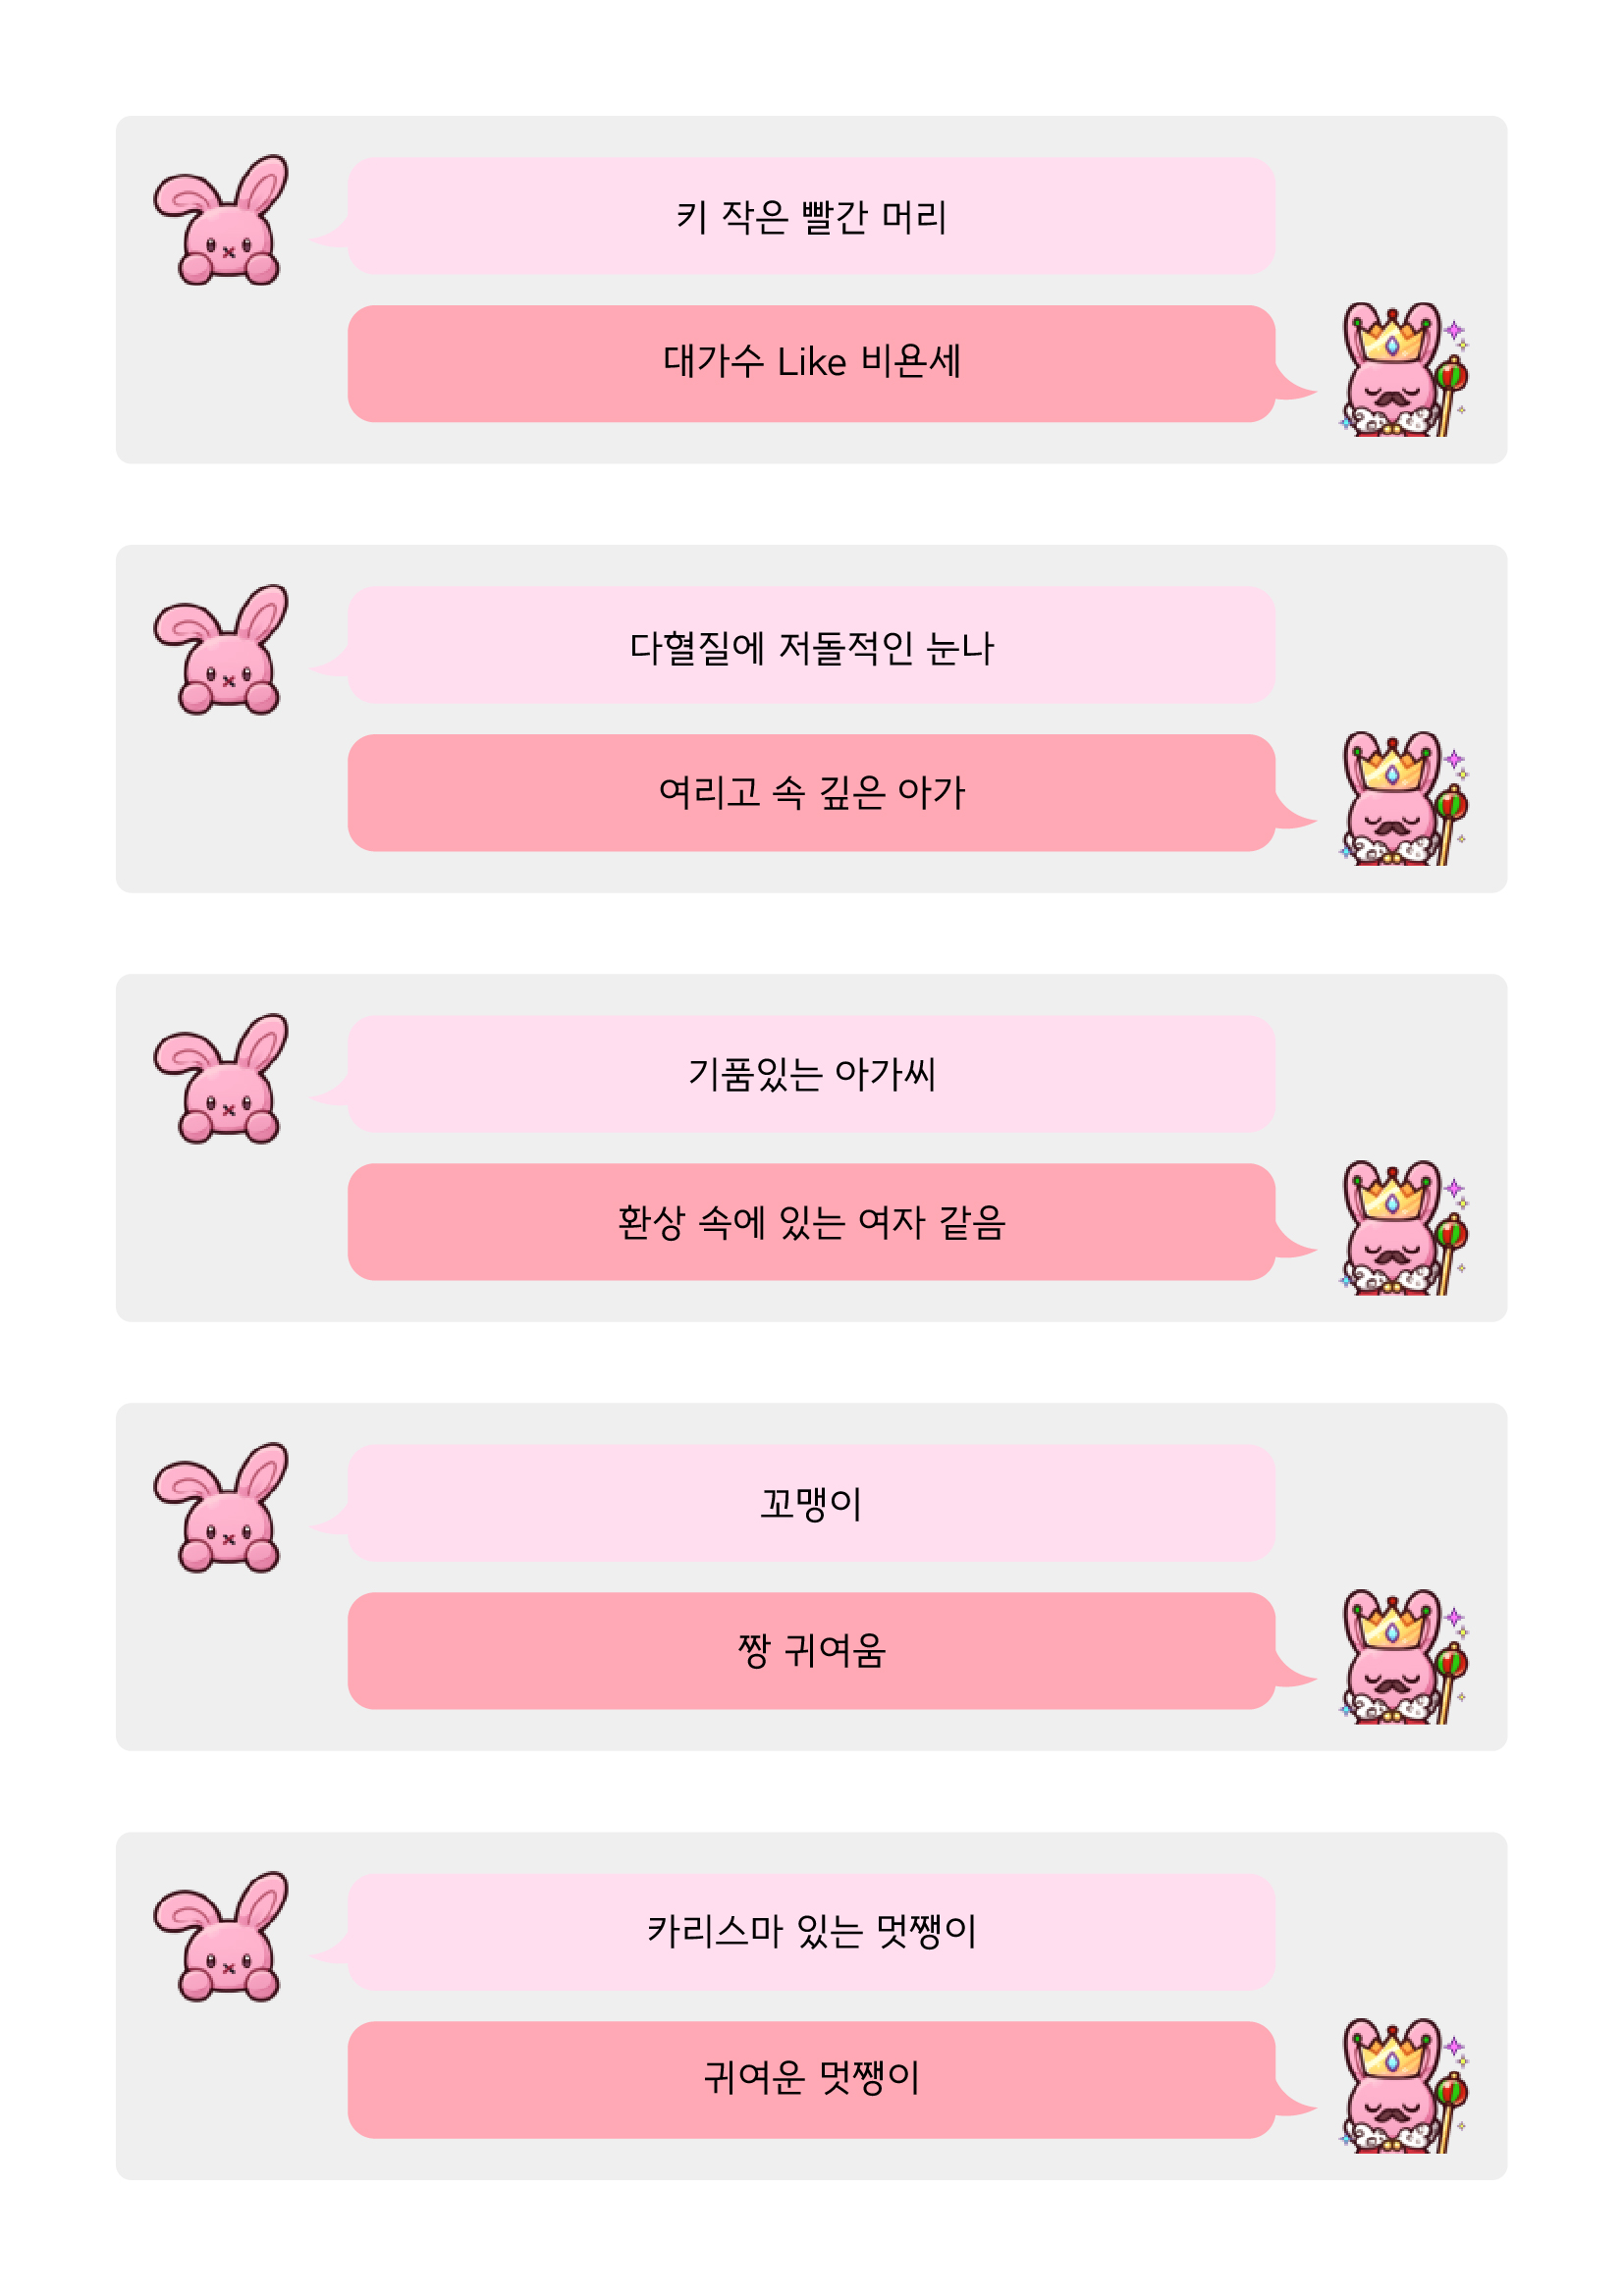 키 작은 빨간 머리
대가수 Like 비욘세
다혈질에 저돌적인 눈나
여리고 속 깊은 아가
기품있는 아가씨
환상 속에 있는 여자 같음
꼬맹이
짱 귀여움
카리스마 있는 멋쨍이
귀여운 멋쨍이